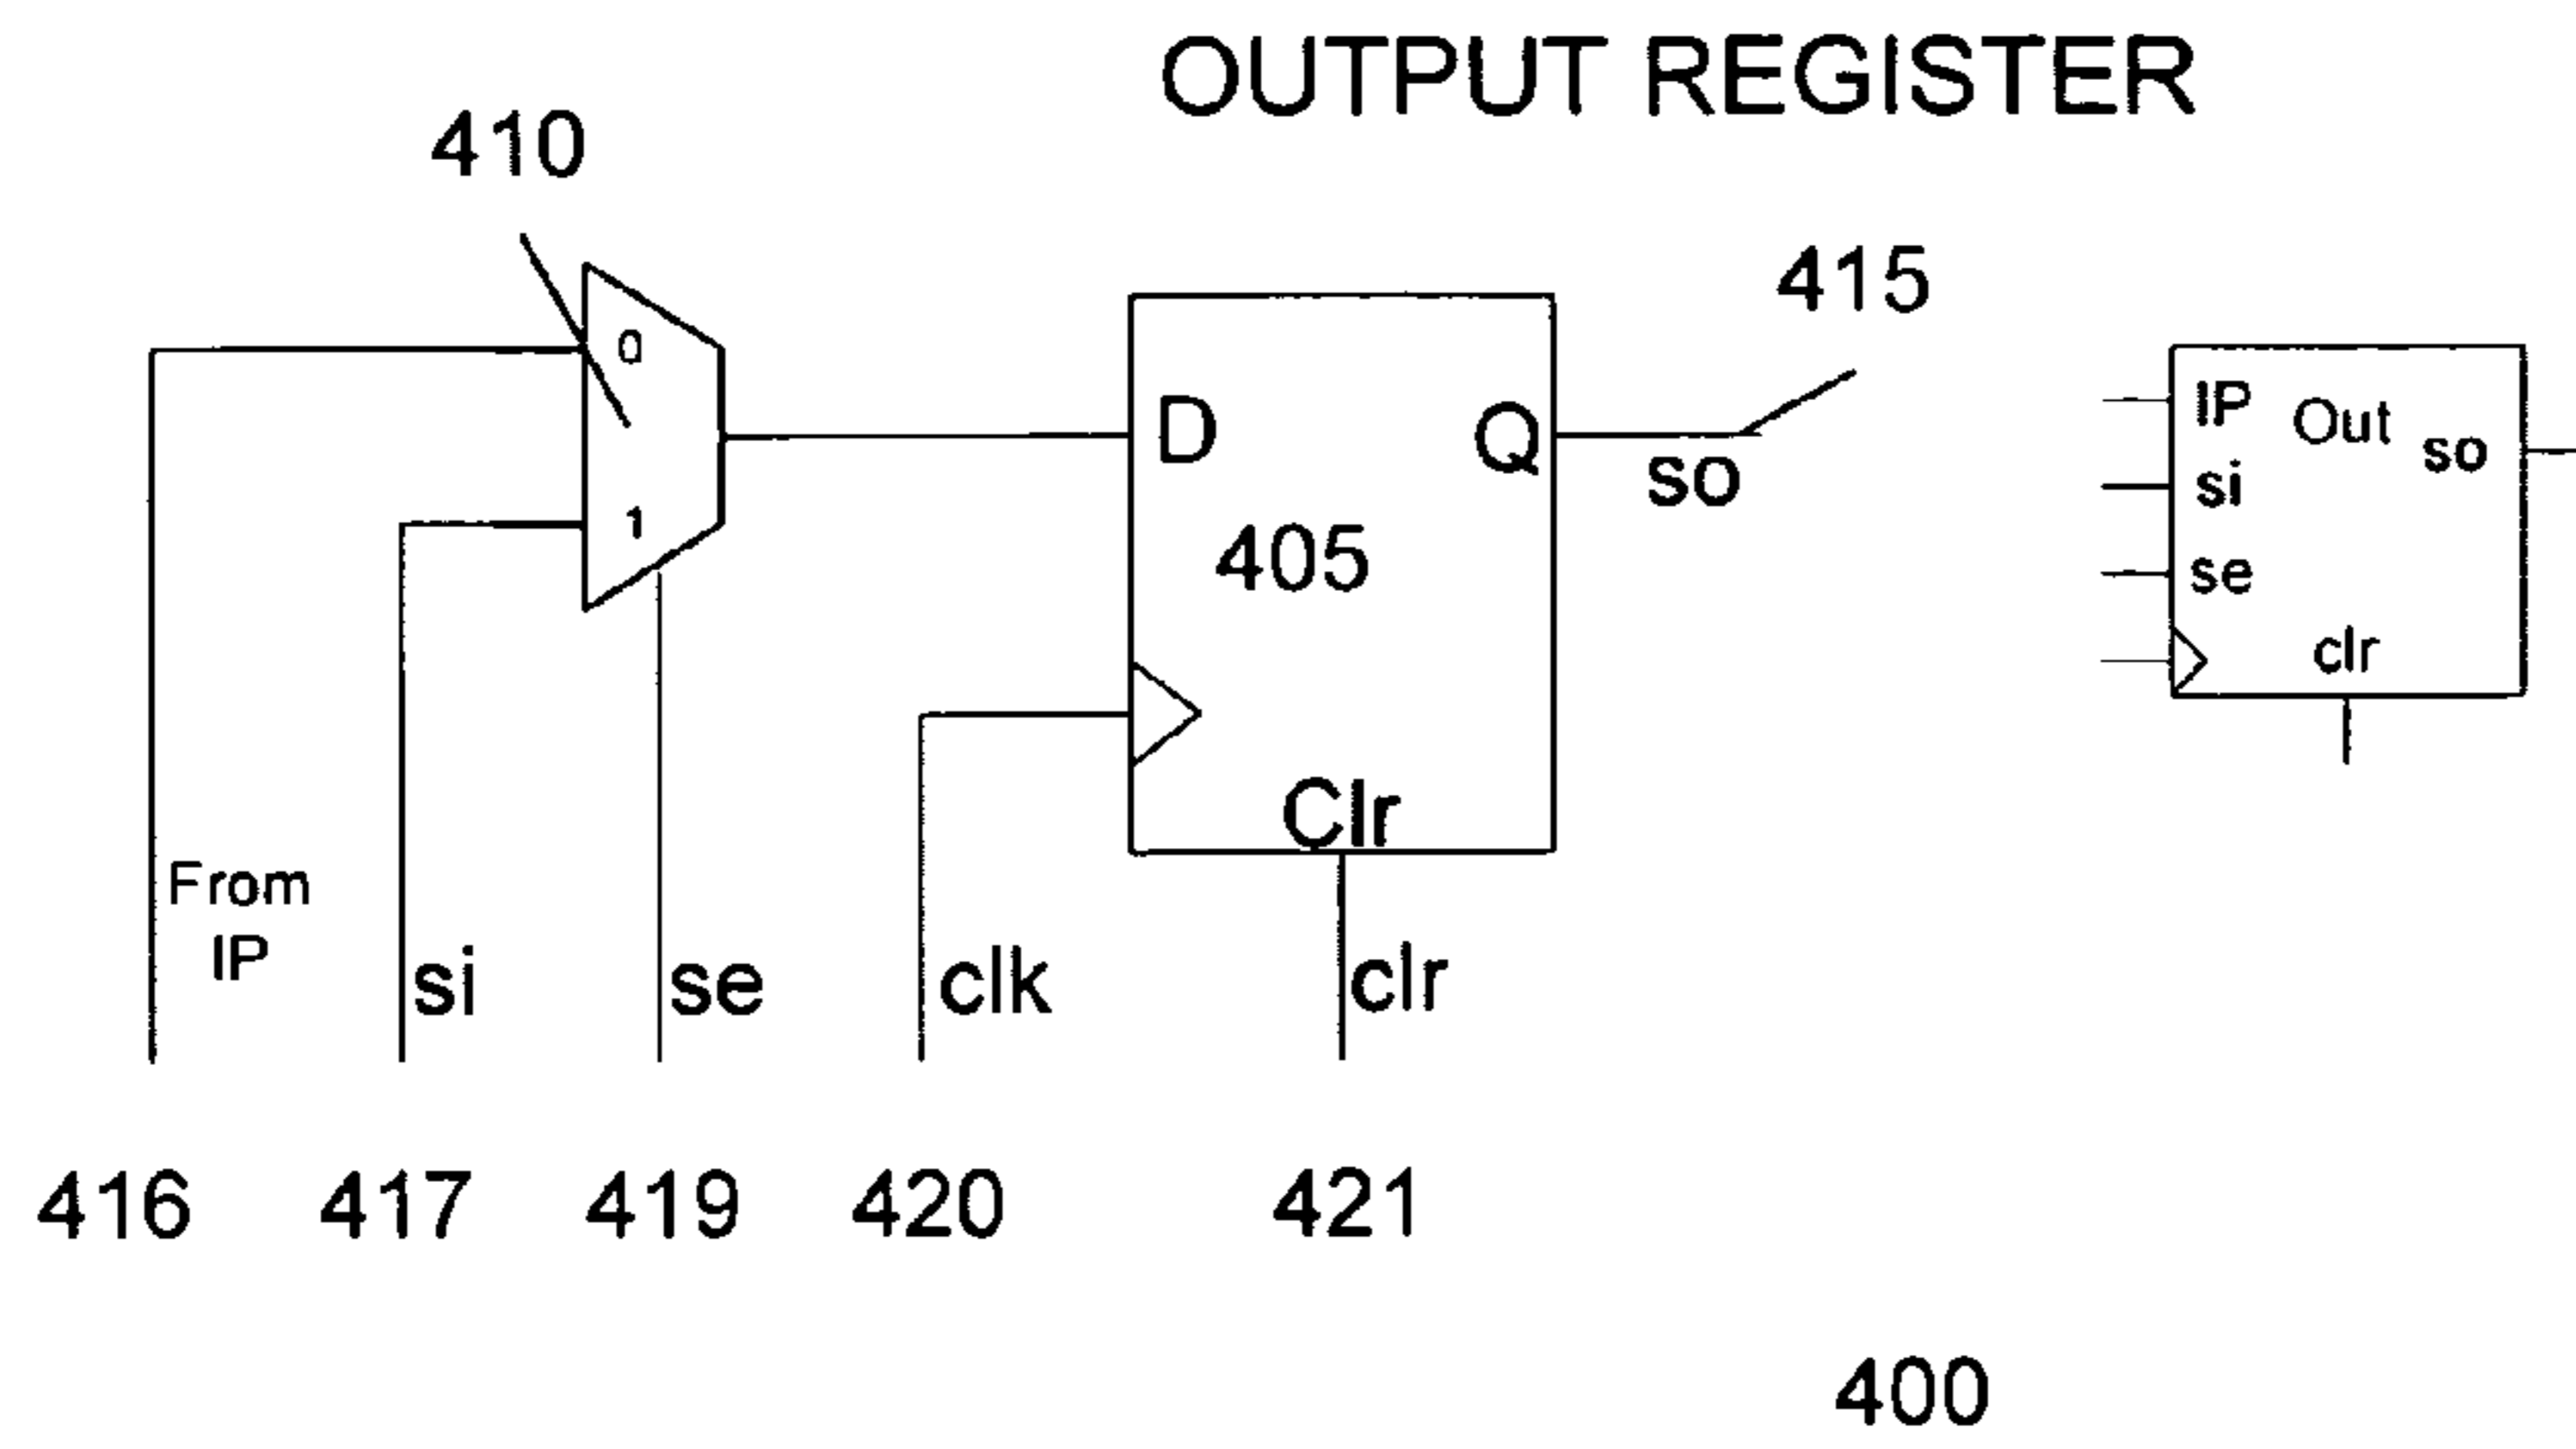 OUTPUT REGISTER
410
415
0
1
D
Q
so
405
Clr
IP
Out
so
si
se
clr
From
IP
si
se
clk
clr
416
417
419
420
421
400